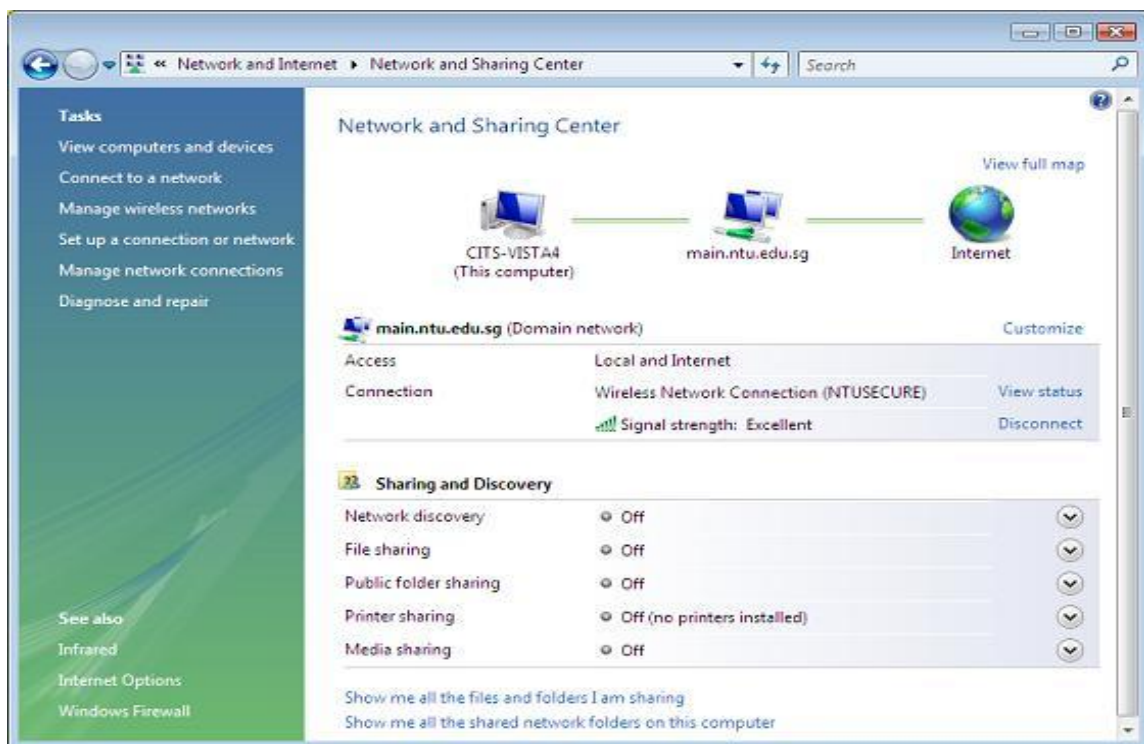 « Network and Internet ▸ Network and Sharing Center
Search
Tasks
View computers and devices
Connect to a network
Manage wireless networks
Set up a connection or network
Manage network connections
Diagnose and repair
See also
Infrared
Internet Options
Windows Firewall
Network and Sharing Center
View full map
CITS-VISTA4
(This computer)
main.ntu.edu.sg
Internet
main.ntu.edu.sg (Domain network) Customize
Access Local and Internet
Connection Wireless Network Connection (NTUSECURE) View status
Signal strength: Excellent Disconnect
Sharing and Discovery
Network discovery Off
File sharing Off
Public folder sharing Off
Printer sharing Off (no printers installed)
Media sharing Off
Show me all the files and folders I am sharing
Show me all the shared network folders on this computer